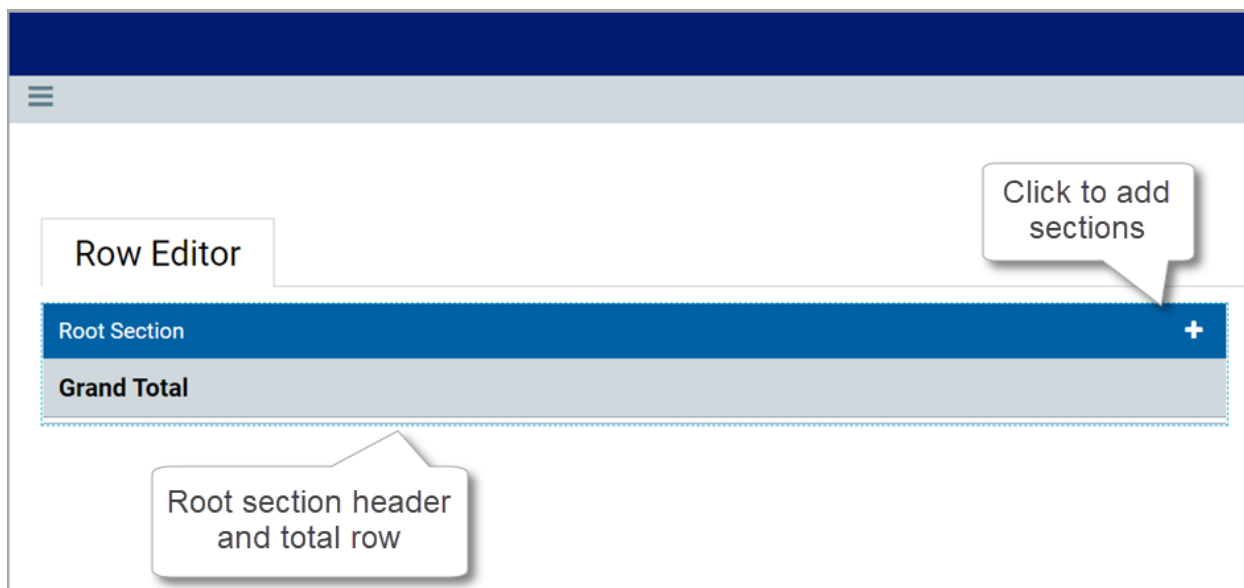 Click to add
sections
Row Editor
Root Section
Grand Total
Root section header
and total row